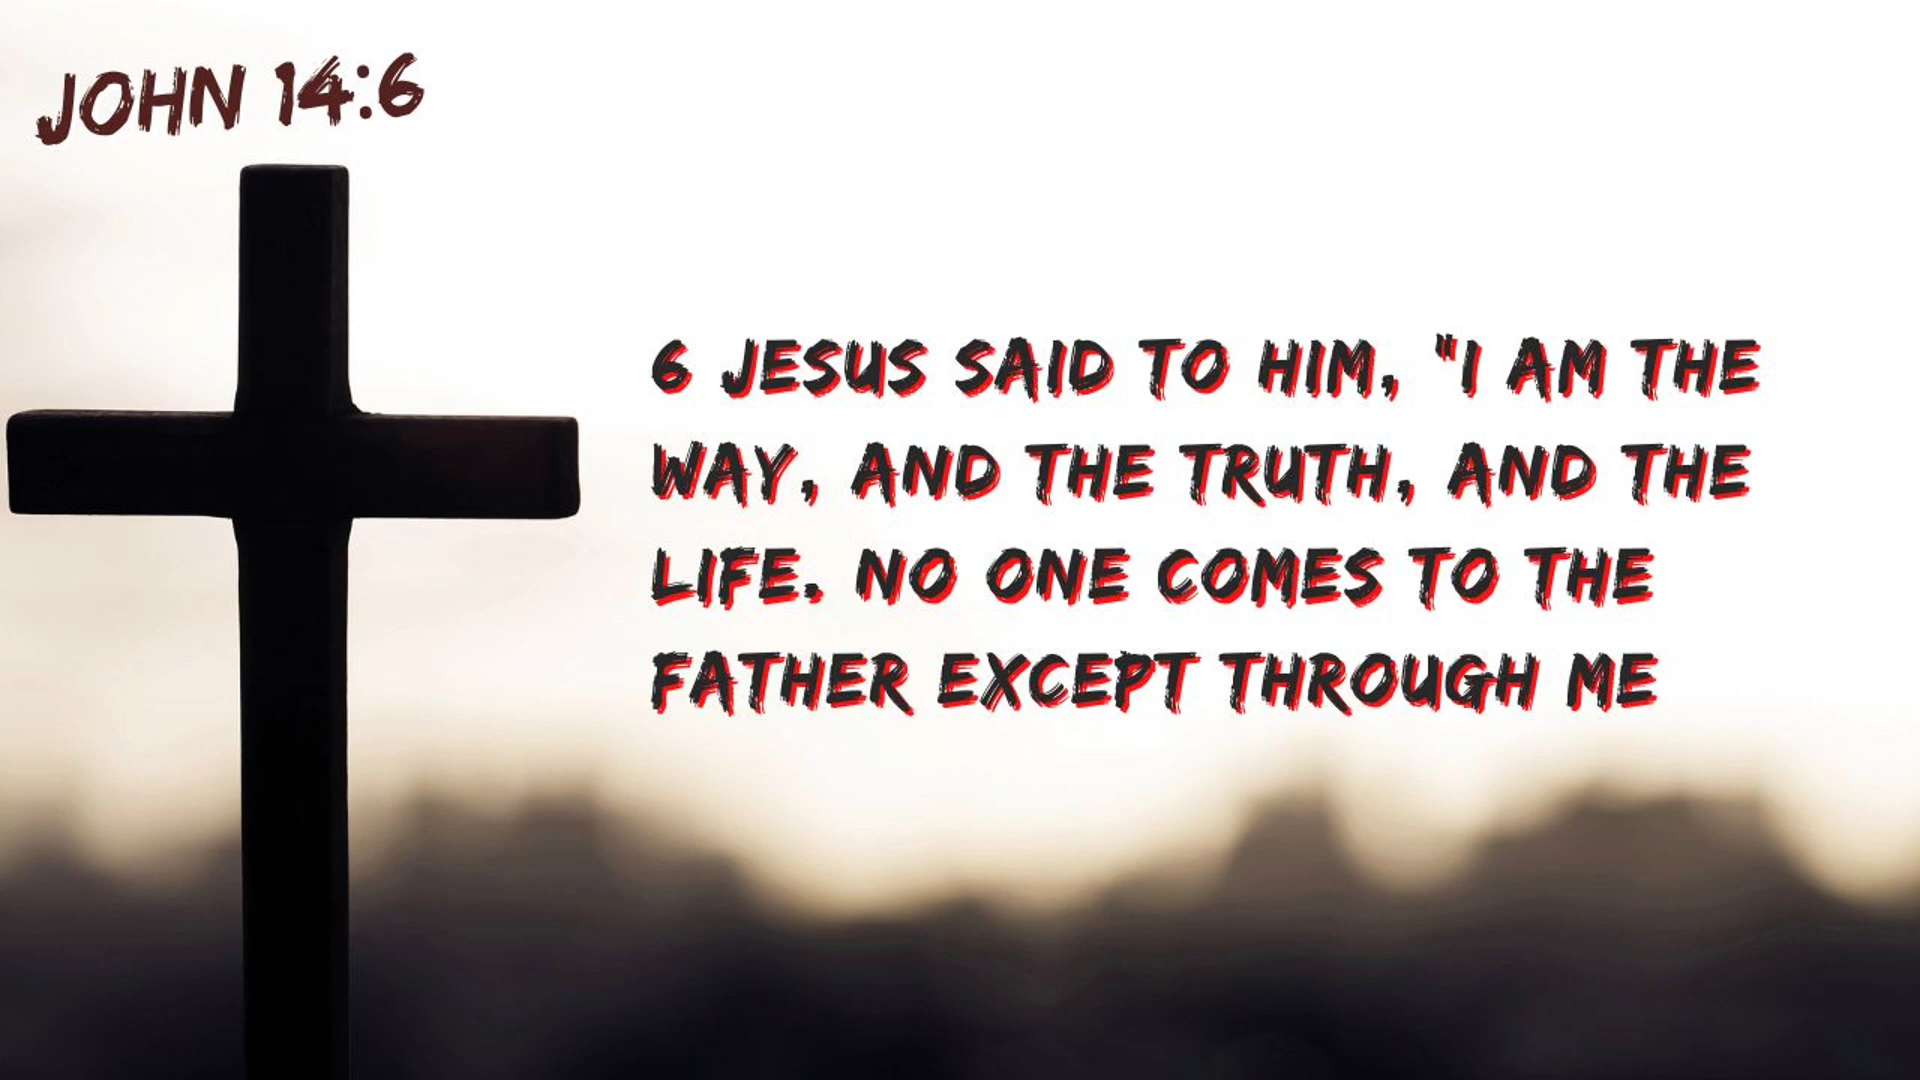 JOHN 14:6
6 JESUS SAID TO HIM, "I AM THE
WAY, AND THE TRUTH, AND THE
LIFE. NO ONE COMES TO THE
FATHER EXCEPT THROUGH ME